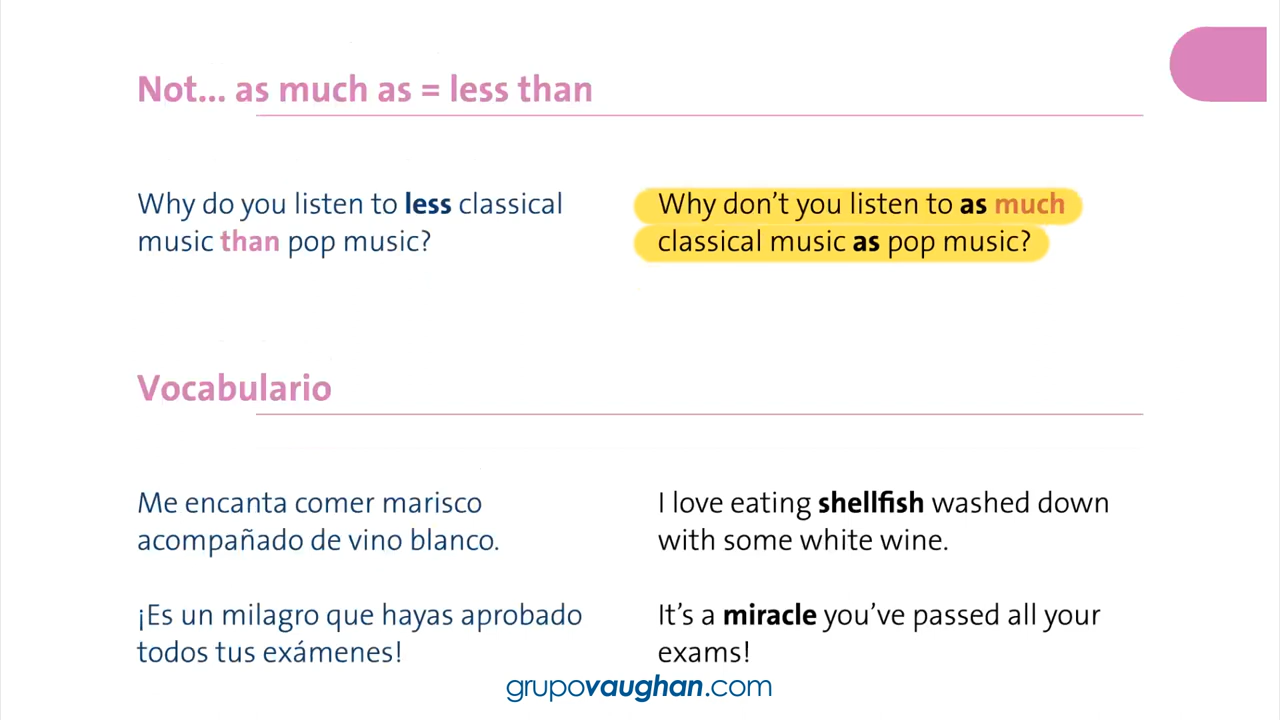 Not... as much as = less than
Why do you listen to less classical
music than pop music?
Why don't you listen to as much
classical music as pop music?
Vocabulario
Me encanta comer marisco
acompañado de vino blanco.
I love eating shellfish washed down
with some white wine.
¡Es un milagro que hayas aprobado
todos tus exámenes!
It's a miracle you've passed all your
exams!
grupovaughan.com